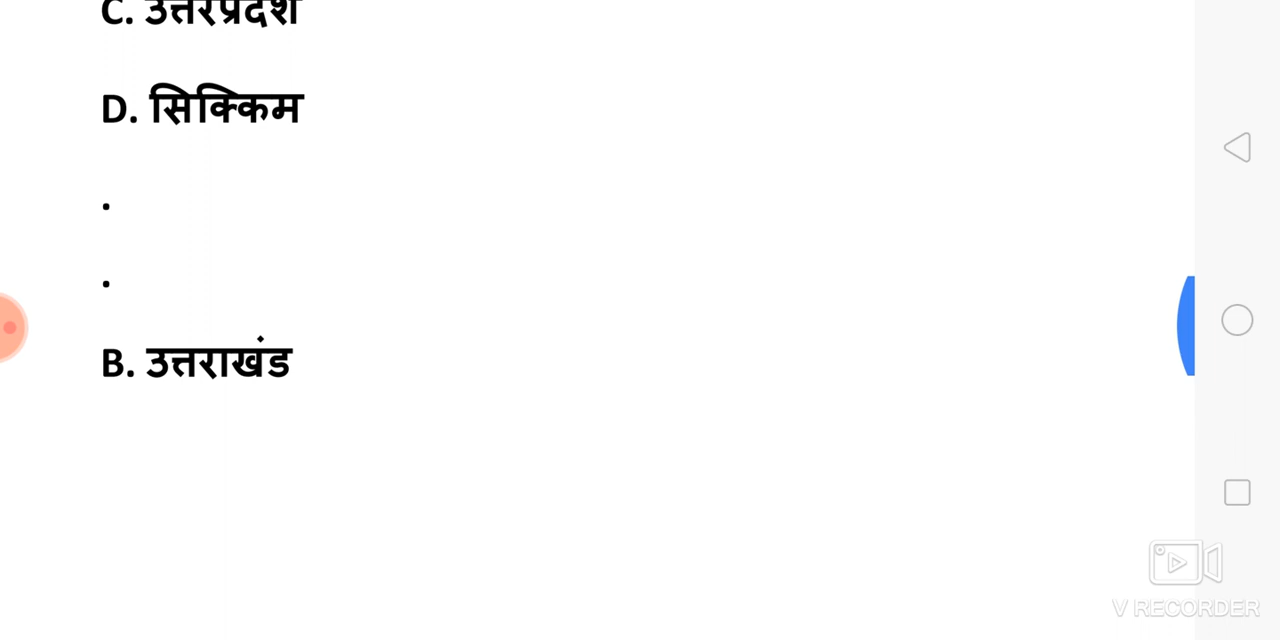 C. उत्तरप्रदेश
D. सिक्किम
.
.
B. उत्तराखंड
V RECORDER